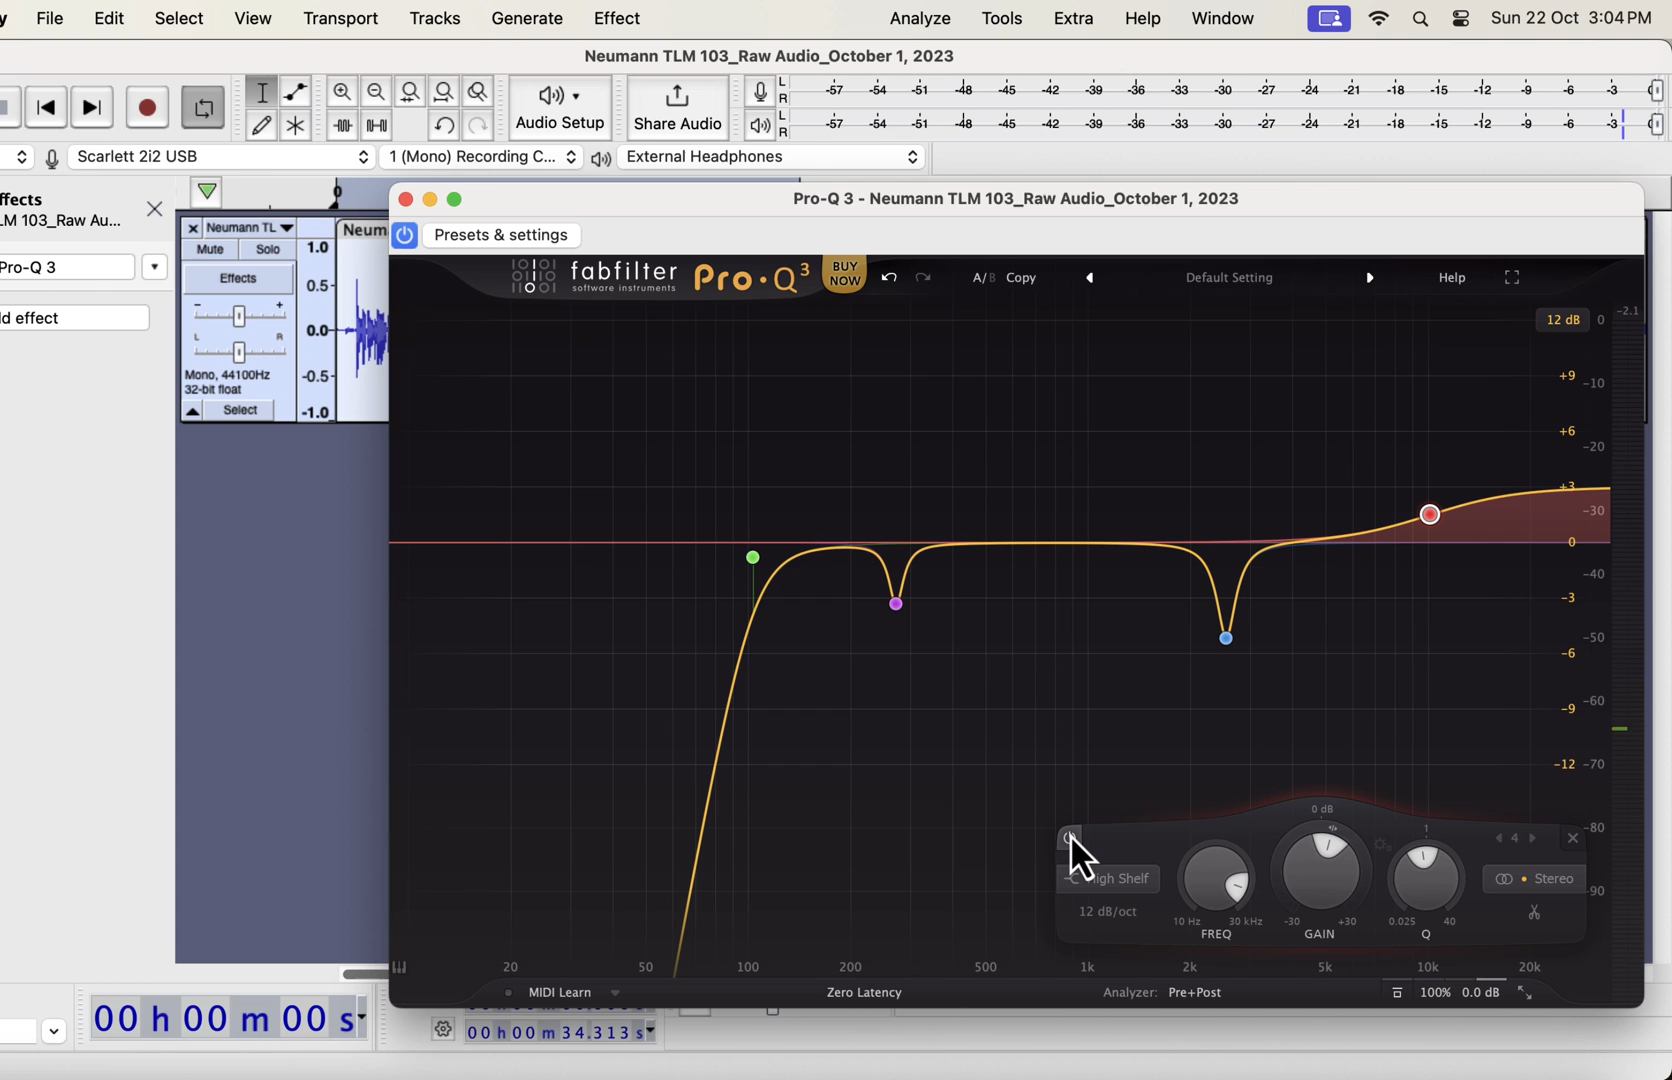 y File Edit Select View Transport Tracks Generate Effect Analyze Tools Extra Help Window Sun 22 Oct 3:04 PM
Neumann TLM 103_Raw Audio_October 1, 2023
Audio Setup Share Audio
L R -57 -54 -51 -48 -45 -42 -39 -36 -33 -30 -27 -24 -21 -18 -15 -12 -9 -6 -3 0
L R -57 -54 -51 -48 -45 -42 -39 -36 -33 -30 -27 -24 -21 -18 -15 -12 -9 -6 -3 0
Scarlett 2i2 USB 1 (Mono) Recording C... External Headphones
ffects
LM 103_Raw Au...
Pro-Q 3
ld effect
0
Neumann TL
Mute Solo
Effects
- +
L R
Mono, 44100Hz
32-bit float
Select
1.0
0.5
0.0
-0.5
-1.0
Neum
Pro-Q 3 - Neumann TLM 103_Raw Audio_October 1, 2023
Presets & settings
fabfilter
software instruments
Pro·Q3
BUY NOW
A/B Copy Default Setting Help
12 dB 0 -2.1
+9 -10
+6 -20
+3 -30
0 -40
-3 -50
-6 -60
-9
-12 -70
-80
-90
0 dB
1
4
High Shelf
12 dB/oct
10 Hz 30 kHz
FREQ
-30 +30
GAIN
0.025 40
Q
Stereo
20 50 100 200 500 1k 2k 5k 10k 20k
MIDI Learn Zero Latency Analyzer: Pre+Post 100% 0.0 dB
00 h 00 m 00 s
00 h 00 m 34.313 s